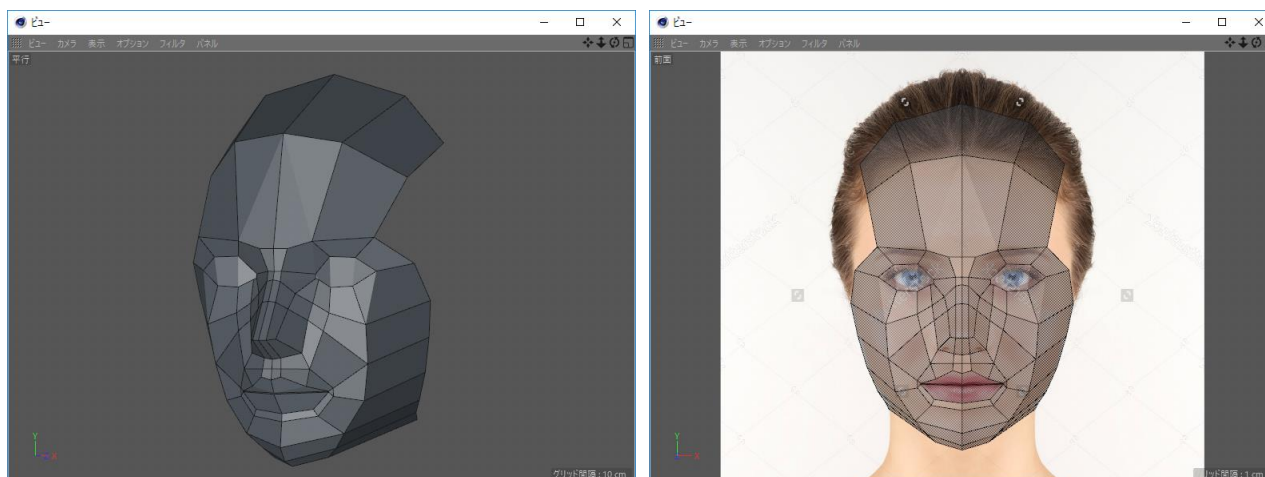 ビュー
ビュー カメラ 表示 オプション フィルタ パネル
平行
Y
X
グリッド間隔 : 10 cm
ビュー
ビュー カメラ 表示 オプション フィルタ パネル
前面
Y
X
リッド間隔 : 1 cm